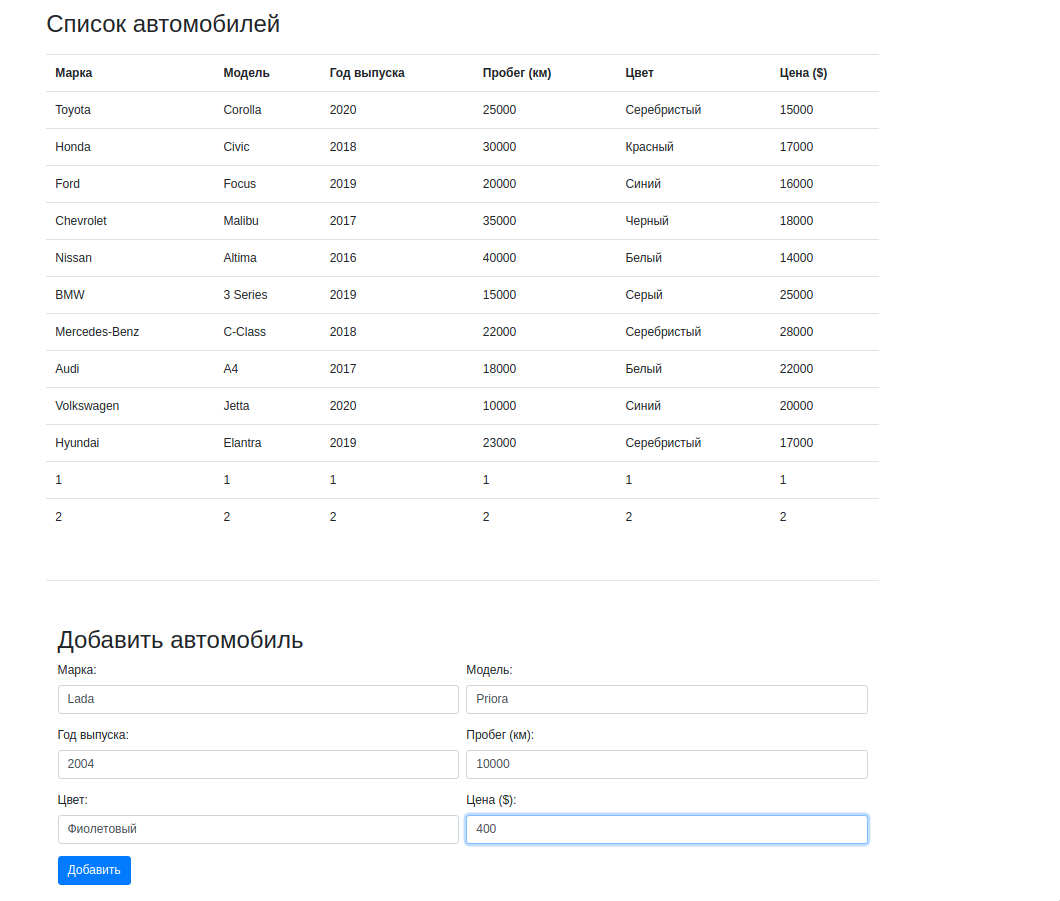 Список автомобилей
Марка Модель Год выпуска Пробег (км) Цвет Цена ($)
Toyota Corolla 2020 25000 Серебристый 15000
Honda Civic 2018 30000 Красный 17000
Ford Focus 2019 20000 Синий 16000
Chevrolet Malibu 2017 35000 Черный 18000
Nissan Altima 2016 40000 Белый 14000
BMW 3 Series 2019 15000 Серый 25000
Mercedes-Benz C-Class 2018 22000 Серебристый 28000
Audi A4 2017 18000 Белый 22000
Volkswagen Jetta 2020 10000 Синий 20000
Hyundai Elantra 2019 23000 Серебристый 17000
1 1 1 1 1 1
2 2 2 2 2 2
Добавить автомобиль
Марка: Модель:
Lada Priora
Год выпуска: Пробег (км):
2004 10000
Цвет: Цена ($):
Фиолетовый 400
Добавить